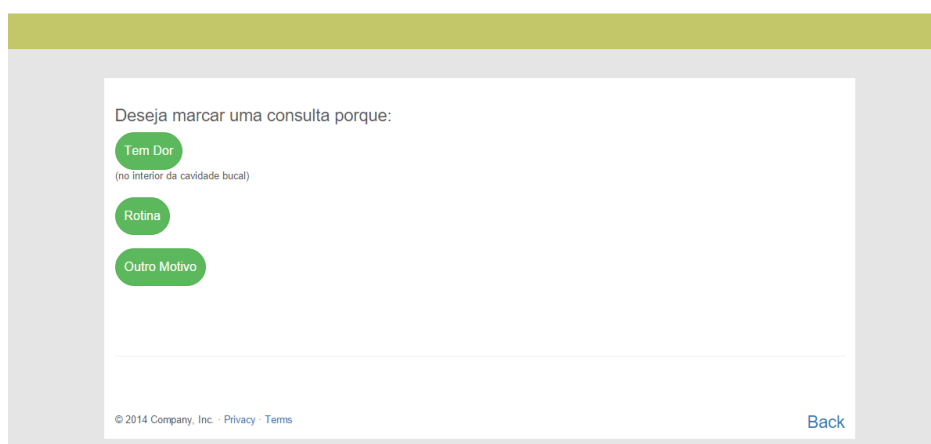 Deseja marcar uma consulta porque:
Tem Dor
(no interior da cavidade bucal)
Rotina
Outro Motivo
© 2014 Company, Inc. · Privacy · Terms
Back